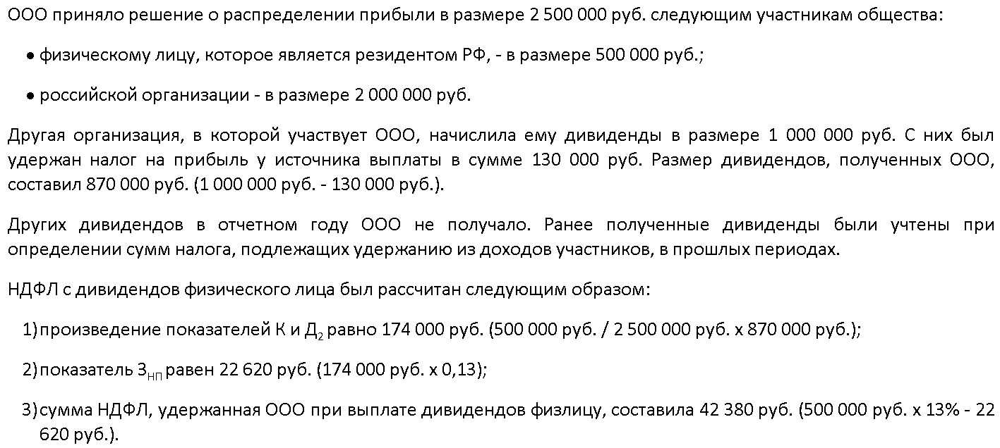 ООО приняло решение о распределении прибыли в размере 2 500 000 руб. следующим участникам общества:
• физическому лицу, которое является резидентом РФ, - в размере 500 000 руб.;
• российской организации - в размере 2 000 000 руб.
Другая организация, в которой участвует ООО, начислила ему дивиденды в размере 1 000 000 руб. С них был
удержан налог на прибыль у источника выплаты в сумме 130 000 руб. Размер дивидендов, полученных ООО,
составил 870 000 руб. (1 000 000 руб. - 130 000 руб.).
Других дивидендов в отчетном году ООО не получало. Ранее полученные дивиденды были учтены при
определении сумм налога, подлежащих удержанию из доходов участников, в прошлых периодах.
НДФЛ с дивидендов физического лица был рассчитан следующим образом:
1) произведение показателей К и Д2 равно 174 000 руб. (500 000 руб. / 2 500 000 руб. x 870 000 руб.);
2) показатель ЗНП равен 22 620 руб. (174 000 руб. x 0,13);
3) сумма НДФЛ, удержанная ООО при выплате дивидендов физлицу, составила 42 380 руб. (500 000 руб. x 13% - 22
620 руб.).